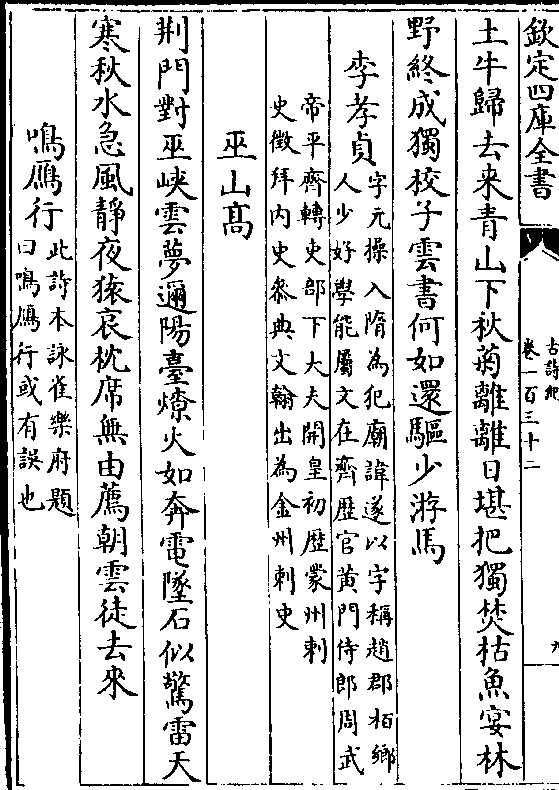 欽定四庫全書
古詩紀
卷一百三十二
九
土牛歸去來青山下秋菊離離日堪把獨焚枯魚宴林
野終成獨校子雲書何如還驅少游馬
李孝貞
字元操入隋為犯廟諱遂以字稱趙郡栢鄉
人少好學能屬文在齊歴官黄門侍郎周武
帝平齊轉吏部下大夫開皇初歴蒙州刺
史徴拜内史叅典文翰出為金州刺史
巫山髙
荆門對巫峽雲夢邇陽臺燎火如奔電墜石似驚雷天
寒秋水急風靜夜猿哀枕席無由薦朝雲徒去來
鳴鴈行
此詩本詠雀樂府題
曰鳴鴈行或有誤也